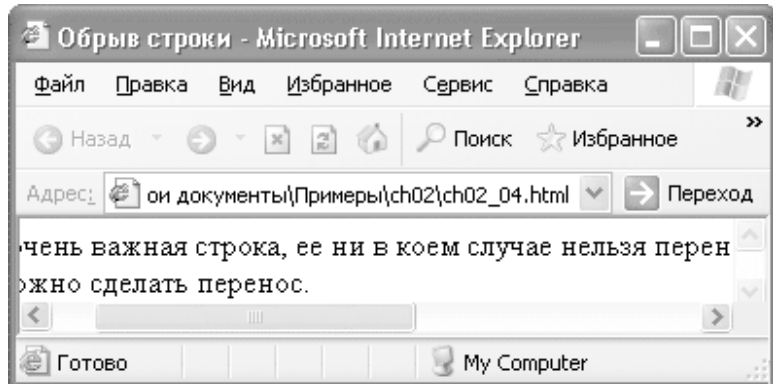 Обрыв строки - Microsoft Internet Explorer
Файл Правка Вид Избранное Сервис Справка
Назад Поиск Избранное »
Адрес: ои документы\Примеры\ch02\ch02_04.html Переход
чень важная строка, ее ни в коем случае нельзя перен
ожно сделать перенос.
Готово My Computer